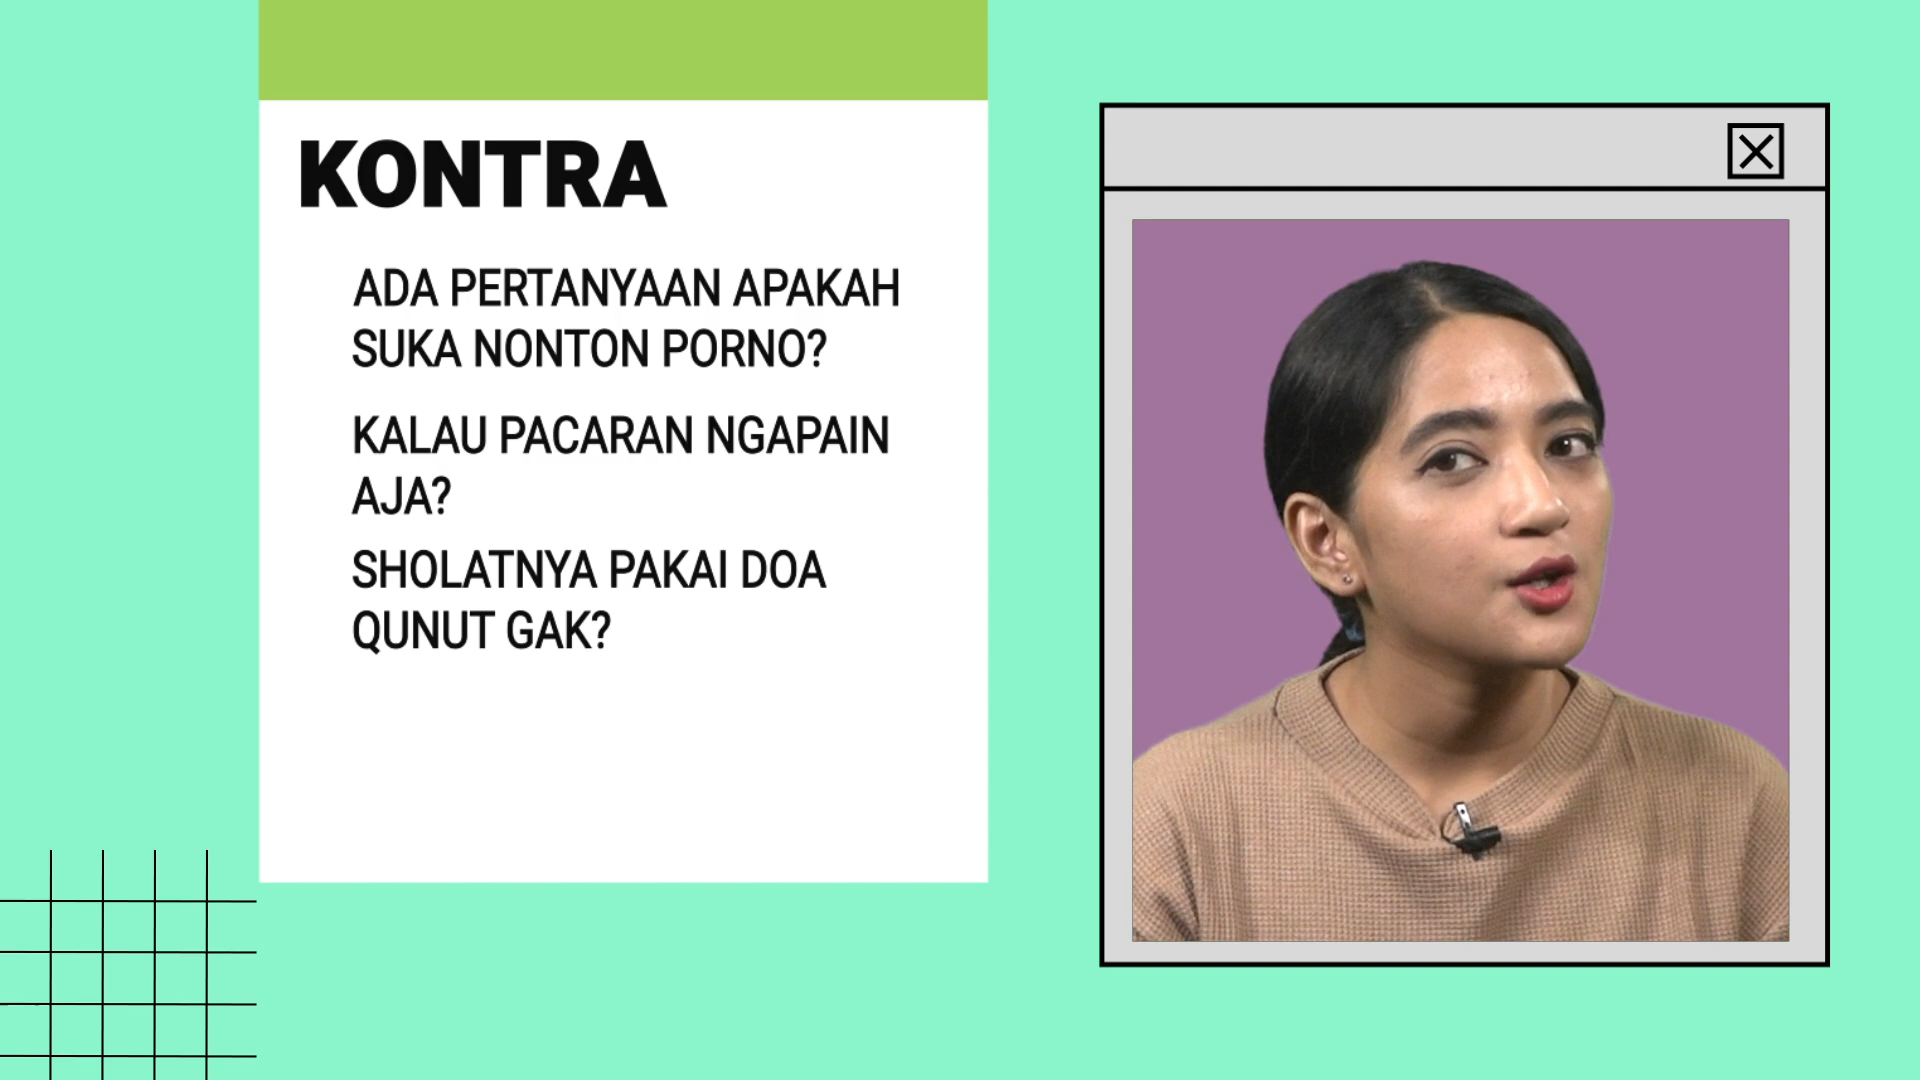 KONTRA
ADA PERTANYAAN APAKAH
SUKA NONTON PORNO?
KALAU PACARAN NGAPAIN
AJA?
SHOLATNYA PAKAI DOA
QUNUT GAK?